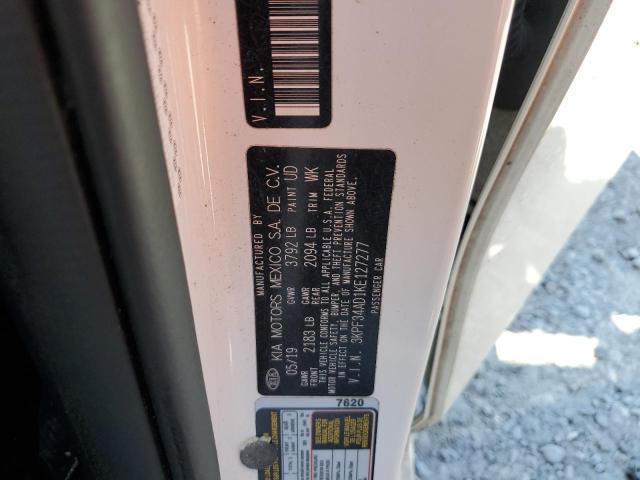 V.I.N.
MANUFACTURED BY
KIA KIA MOTORS MEXICO S.A. DE C.V.
05/19 GVWR 3792 LB PAINT UD
GAWR FRONT 2183 LB GAWR REAR 2094 LB TRIM WK
THIS VEHICLE CONFORMS TO ALL APPLICABLE U.S.A. FEDERAL
MOTOR VEHICLE SAFETY, BUMPER, AND THEFT PREVENTION STANDARDS
IN EFFECT ON THE DATE OF MANUFACTURE SHOWN ABOVE.
V.I.N. 3KPF34AD1KE127277
PASSENGER CAR
7620